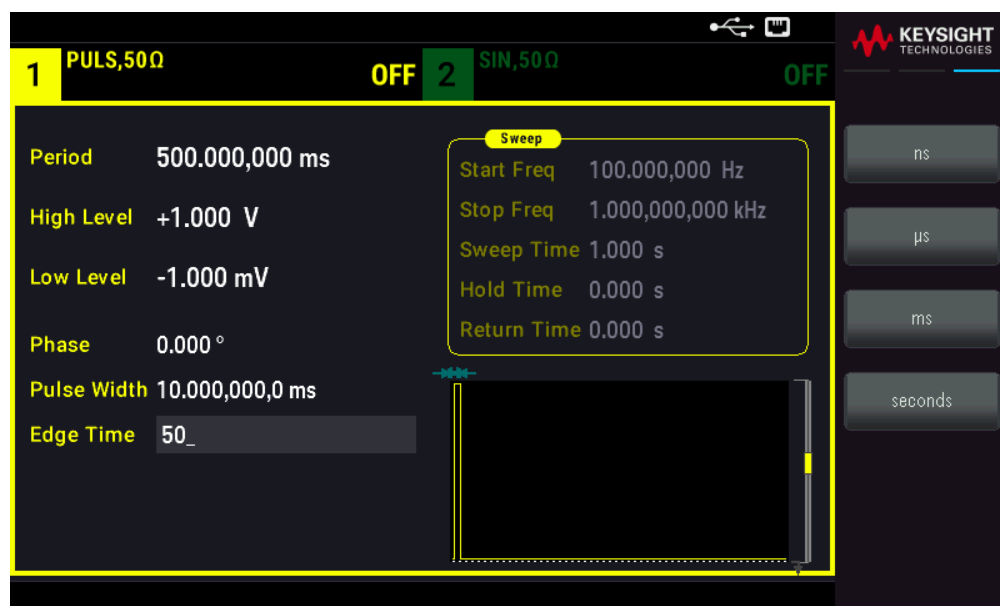 KEYSIGHT
TECHNOLOGIES
1 PULS,50Ω OFF 2 SIN,50Ω OFF
Period 500.000,000 ms
High Level +1.000 V
Low Level -1.000 mV
Phase 0.000 °
Pulse Width 10.000,000,0 ms
Edge Time 50_
Sweep
Start Freq 100.000,000 Hz
Stop Freq 1.000,000,000 kHz
Sweep Time 1.000 s
Hold Time 0.000 s
Return Time 0.000 s
ns
µs
ms
seconds